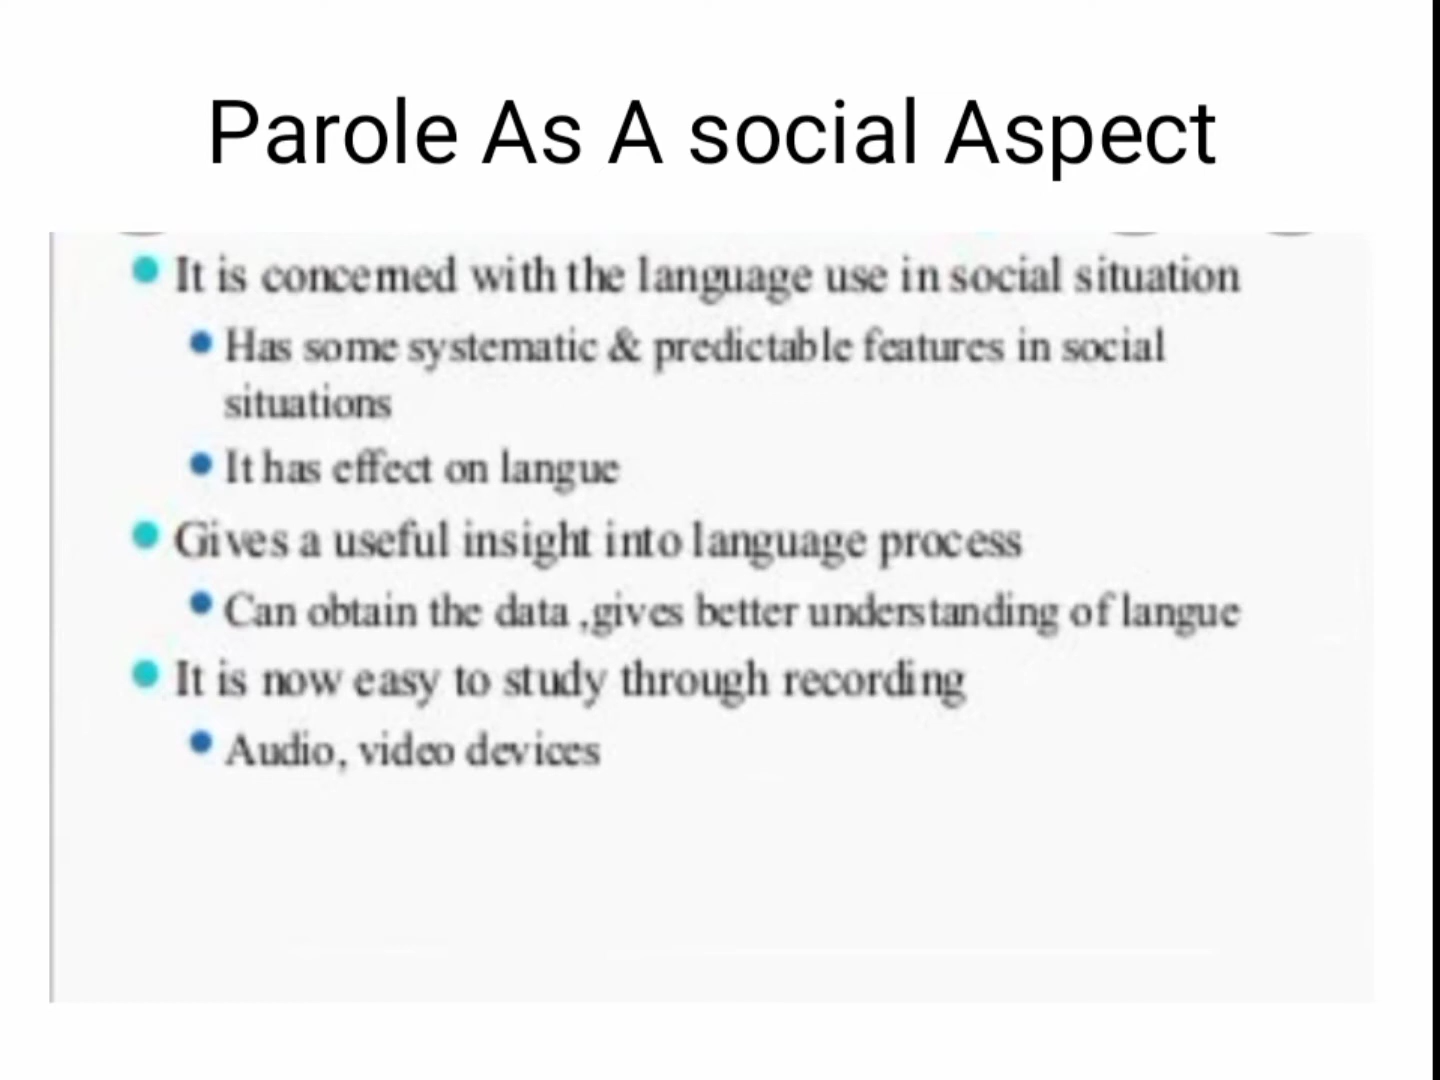 Parole As A social Aspect
It is concerned with the language use in social situation
Has some systematic & predictable features in social
situations
It has effect on langue
Gives a useful insight into language process
Can obtain the data ,gives better understanding of langue
It is now easy to study through recording
Audio, video devices